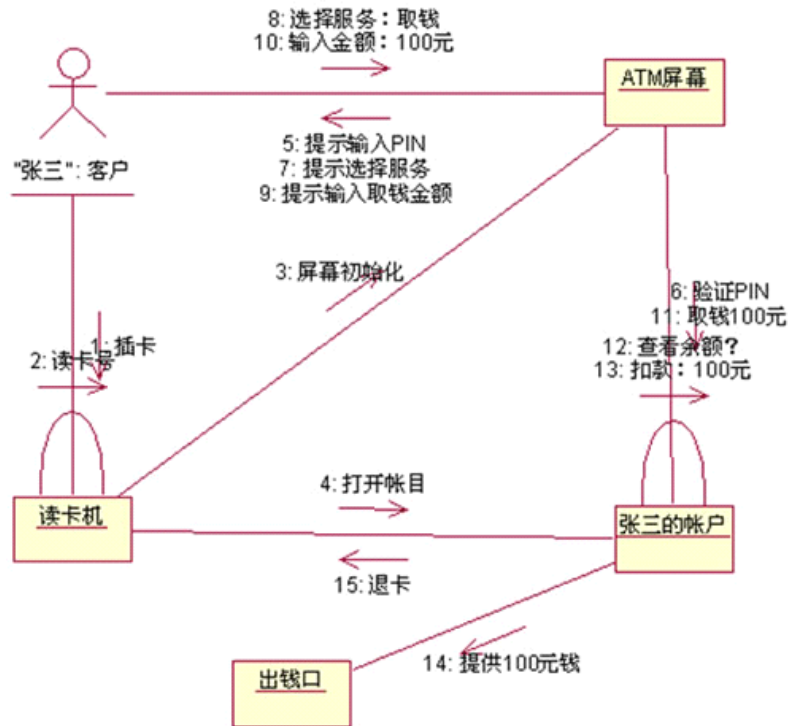 8: 选择服务：取钱
10: 输入金额：100元
ATM屏幕
5: 提示输入PIN
7: 提示选择服务
9: 提示输入取钱金额
"张三": 客户
3: 屏幕初始化
6: 验证PIN
11: 取钱100元
1: 插卡
2: 读卡号
12: 查看余额？
13: 扣款：100元
4: 打开帐目
读卡机
张三的帐户
15: 退卡
14: 提供100元钱
出钱口